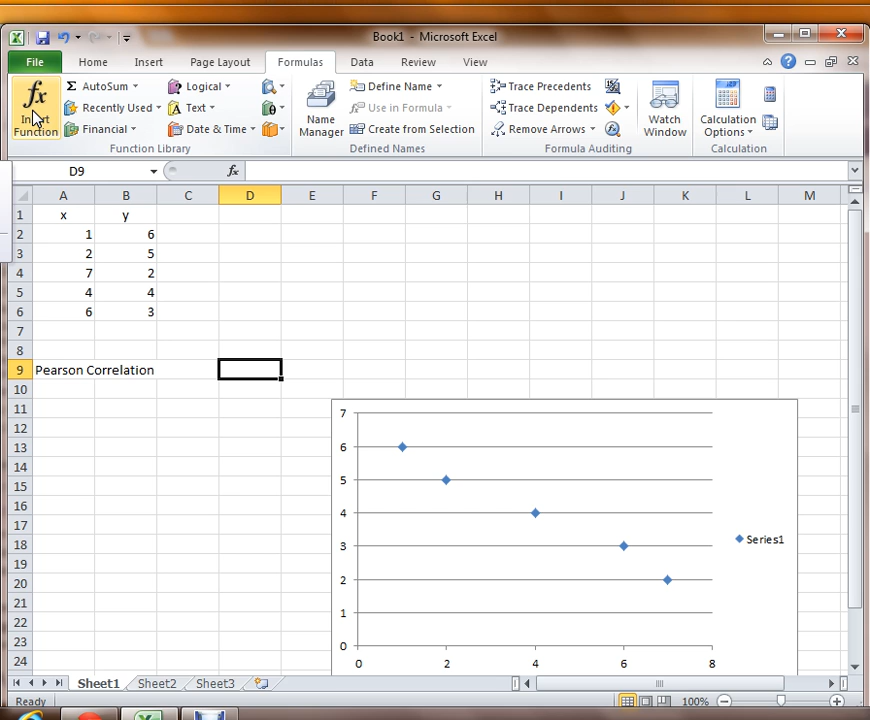 Book1 - Microsoft Excel
File Home Insert Page Layout Formulas Data Review View
fx Σ AutoSum Logical Define Name Trace Precedents
Recently Used Text Use in Formula Trace Dependents
Insert Function Financial Date & Time Name Manager Create from Selection Remove Arrows Watch Window Calculation Options
Function Library Defined Names Formula Auditing Calculation
D9 fx
A B C D E F G H I J K L M
1 x y
2 1 6
3 2 5
4 7 2
5 4 4
6 6 3
7
8
9 Pearson Correlation
10
11
12
13
14
15
16
17
18
19
20
21
22
23
24
7
6
5
4
3
2
1
0
0 2 4 6 8
Series1
Sheet1 Sheet2 Sheet3
Ready 100%